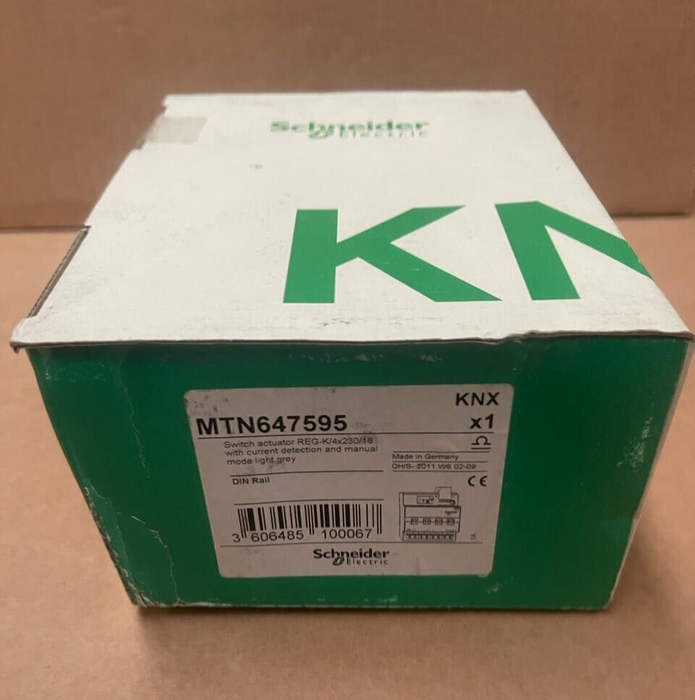 Schneider
Electric
KN
KNX
MTN647595
x1
Switch actuator REG-K/4x230/16
with current detection and manual
mode light grey
Made in Germany
CH/S- 2011 W6 02-09
DIN Rail
CE
3 606485 100067
Schneider
Electric